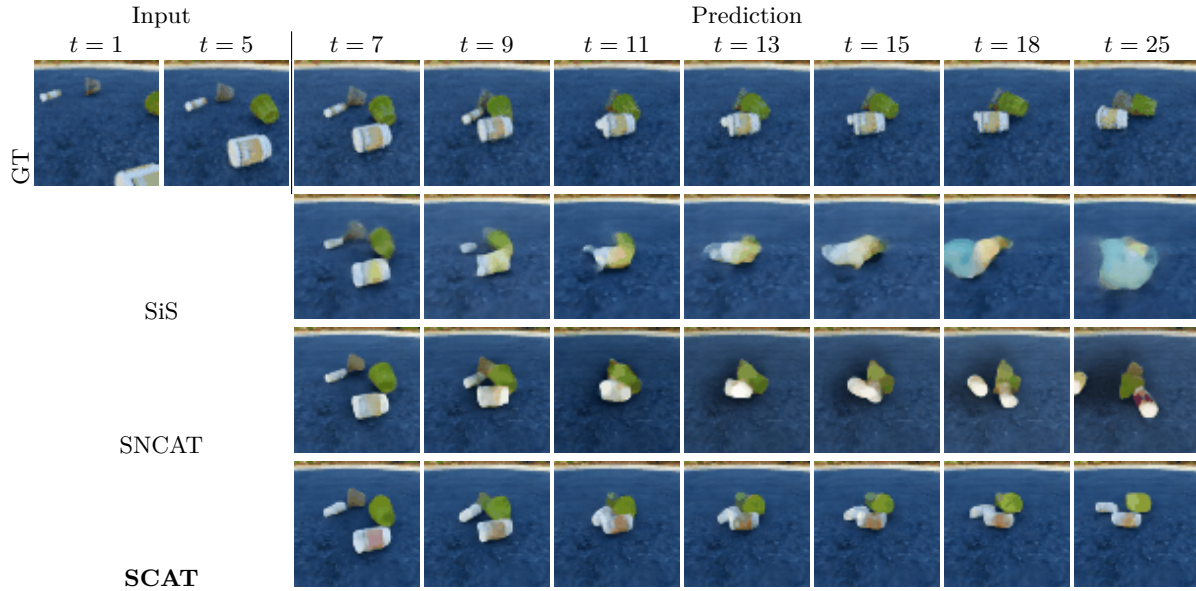 Input Prediction
t = 1 t = 5 t = 7 t = 9 t = 11 t = 13 t = 15 t = 18 t = 25
GT
SiS
SNCAT
SCAT